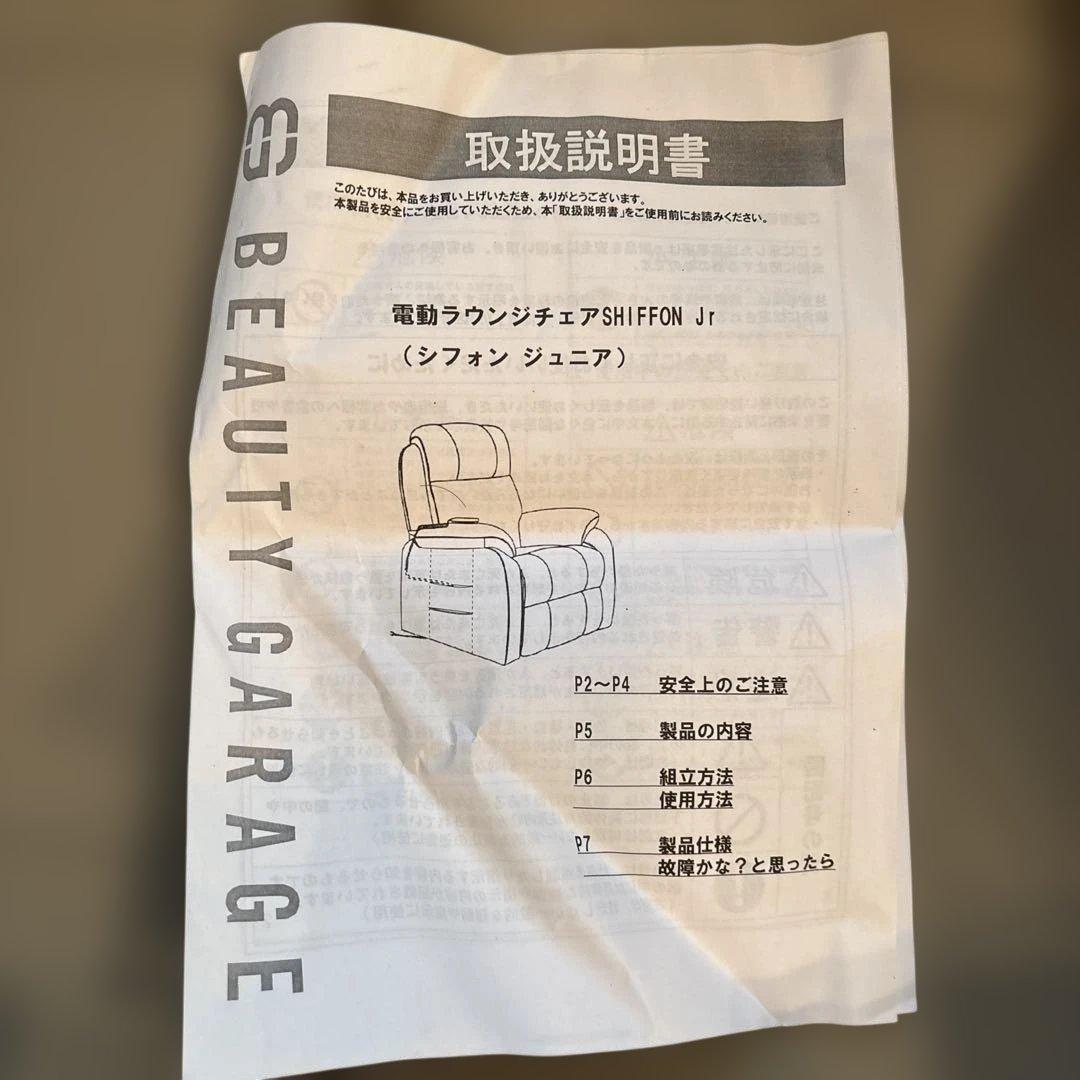 取扱説明書
このたびは、本品をお買い上げいただき、ありがとうございます。
本製品を安全にご使用していただくため、本「取扱説明書」をご使用前にお読みください。
BEAUTY GARAGE
電動ラウンジチェアSHIFFON Jr
（シフォン ジュニア）
P2～P4 安全上のご注意
P5 製品の内容
P6 組立方法
使用方法
P7 製品仕様
故障かな？と思ったら